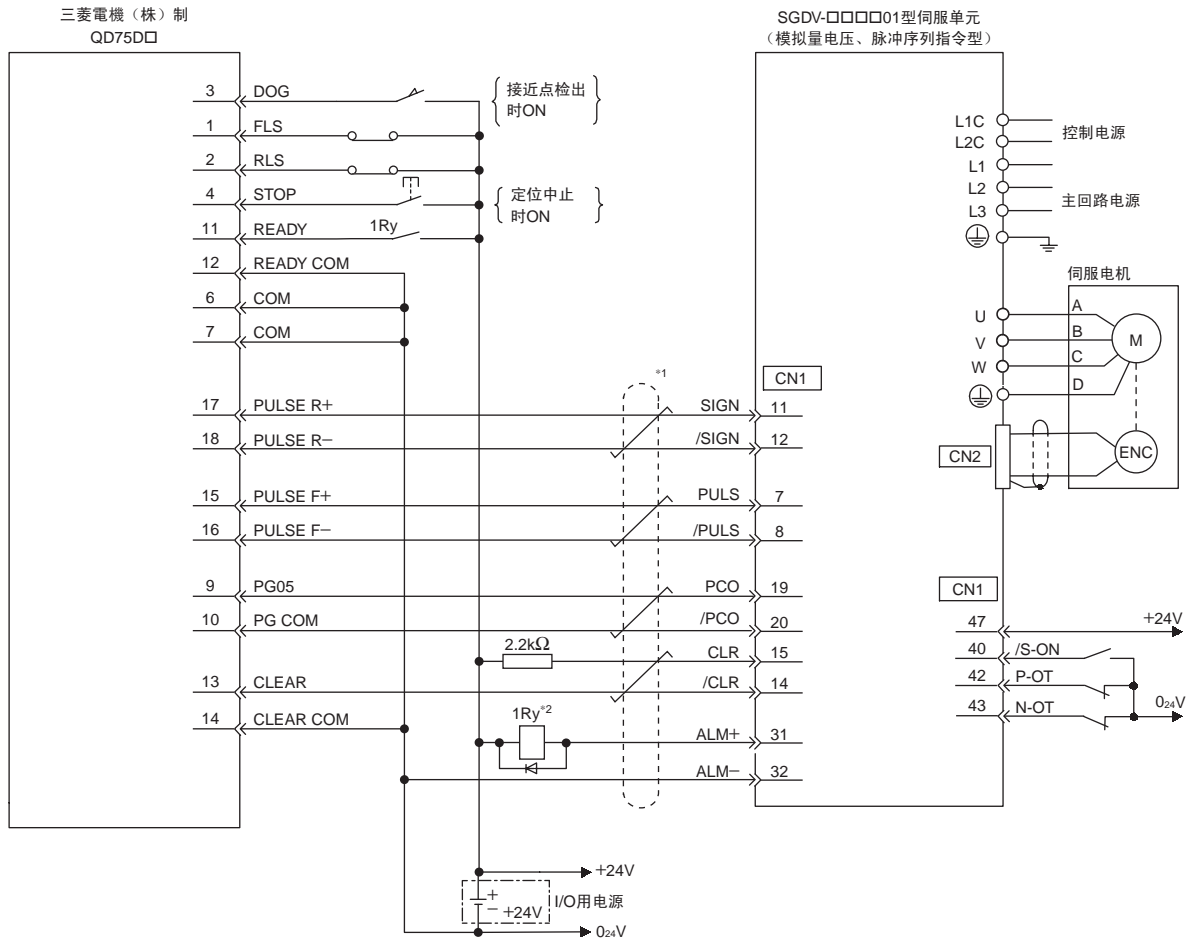 三菱電機（株）制
QD75D□
SGDV-□□□□01型伺服单元
（模拟量电压、脉冲序列指令型）
3 DOG
接近点检出
时ON
1 FLS
2 RLS
4 STOP
定位中止
时ON
11 READY 1Ry
12 READY COM
6 COM
7 COM
L1C
L2C
控制电源
L1
L2
L3
主回路电源
伺服电机
U A
V B
W C
D
M
CN2
ENC
*1
CN1
17 PULSE R+ SIGN 11
18 PULSE R− /SIGN 12
15 PULSE F+ PULS 7
16 PULSE F− /PULS 8
9 PG05 PCO 19
10 PG COM /PCO 20
2.2kΩ CLR 15
13 CLEAR /CLR 14
14 CLEAR COM
1Ry*2 ALM+ 31
ALM− 32
CN1
47 +24V
40 /S-ON
42 P-OT
43 N-OT 024V
+24V
+
− +24V
I/O用电源
024V